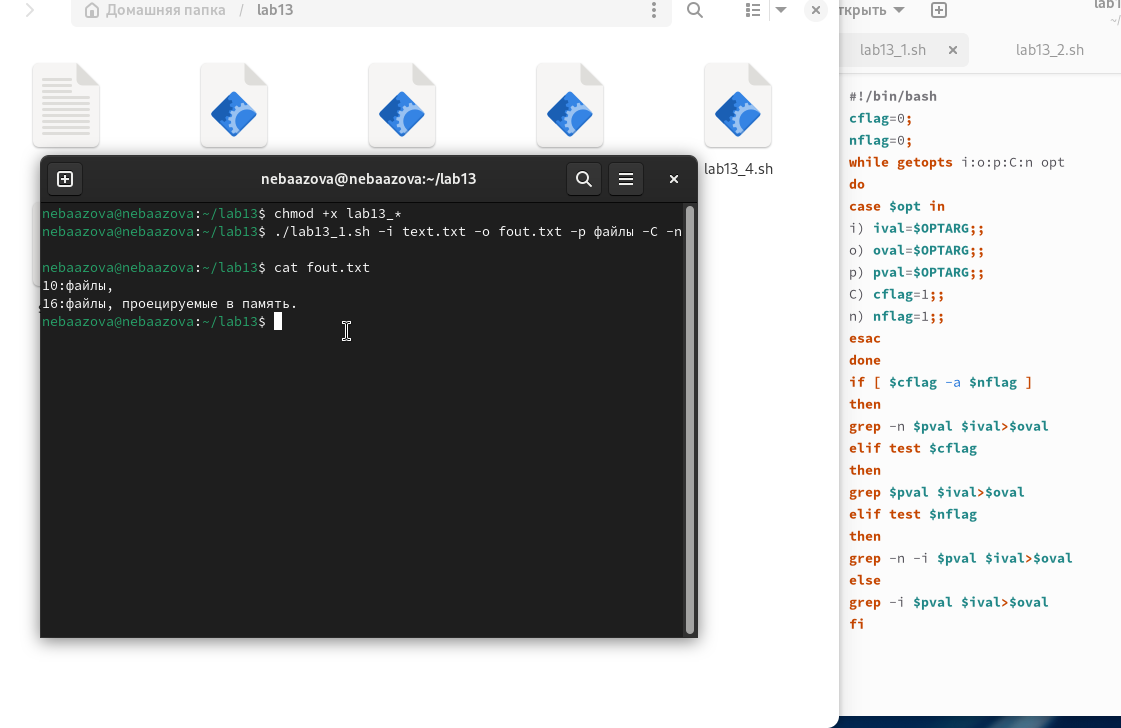 Домашняя папка / lab13
lab13_4.sh
nebaazova@nebaazova:~/lab13
nebaazova@nebaazova:~/lab13$ chmod +x lab13_*
nebaazova@nebaazova:~/lab13$ ./lab13_1.sh -i text.txt -o fout.txt -p файлы -C -n
nebaazova@nebaazova:~/lab13$ cat fout.txt
10:файлы,
16:файлы, проецируемые в память.
nebaazova@nebaazova:~/lab13$
ткрыть
lab13_1.sh
lab13_2.sh
#!/bin/bash
cflag=0;
nflag=0;
while getopts i:o:p:C:n opt
do
case $opt in
i) ival=$OPTARG;;
o) oval=$OPTARG;;
p) pval=$OPTARG;;
C) cflag=1;;
n) nflag=1;;
esac
done
if [ $cflag -a $nflag ]
then
grep -n $pval $ival>$oval
elif test $cflag
then
grep $pval $ival>$oval
elif test $nflag
then
grep -n -i $pval $ival>$oval
else
grep -i $pval $ival>$oval
fi